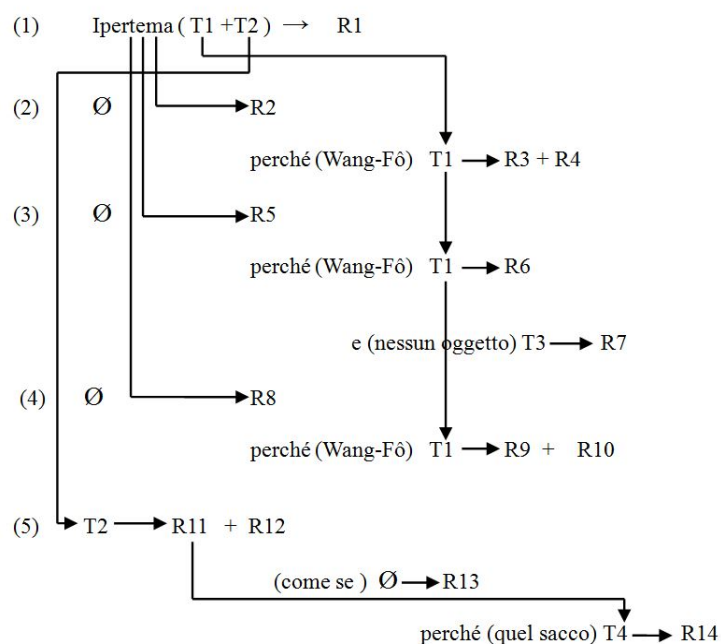 (1) Ipertema ( T1 +T2 ) → R1
(2) Ø R2
perché (Wang-Fô) T1 R3 + R4
(3) Ø R5
perché (Wang-Fô) T1 R6
e (nessun oggetto) T3 R7
(4) Ø R8
perché (Wang-Fô) T1 R9 + R10
(5) T2 R11 + R12
(come se ) Ø R13
perché (quel sacco) T4 R14